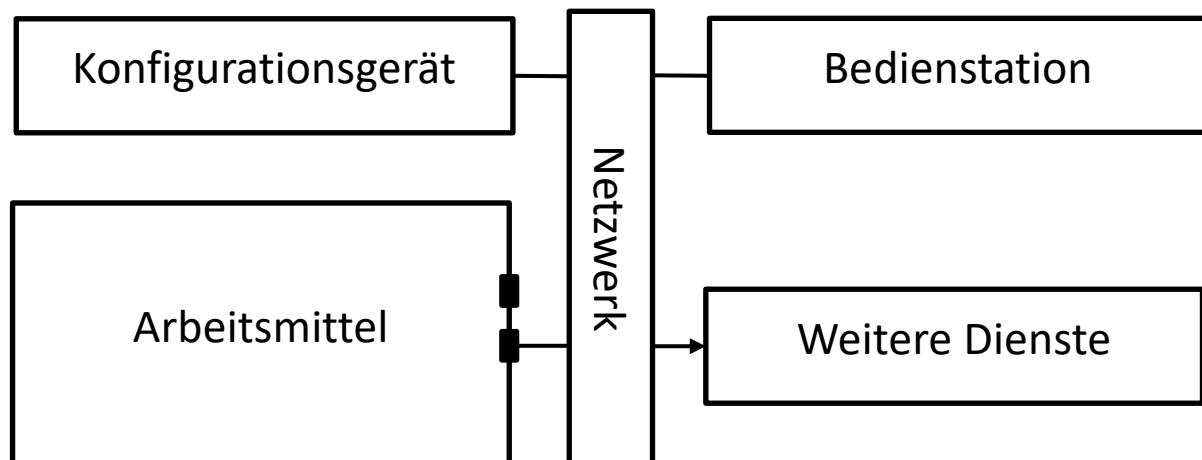 Konfigurationsgerät
Bedienstation
Netzwerk
Arbeitsmittel
Weitere Dienste